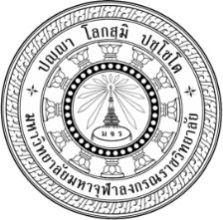 ปญฺญา โลกสฺมิ ปชฺโชโต
มจร
มหาวิทยาลัยมหาจุฬาลงกรณราชวิทยาลัย